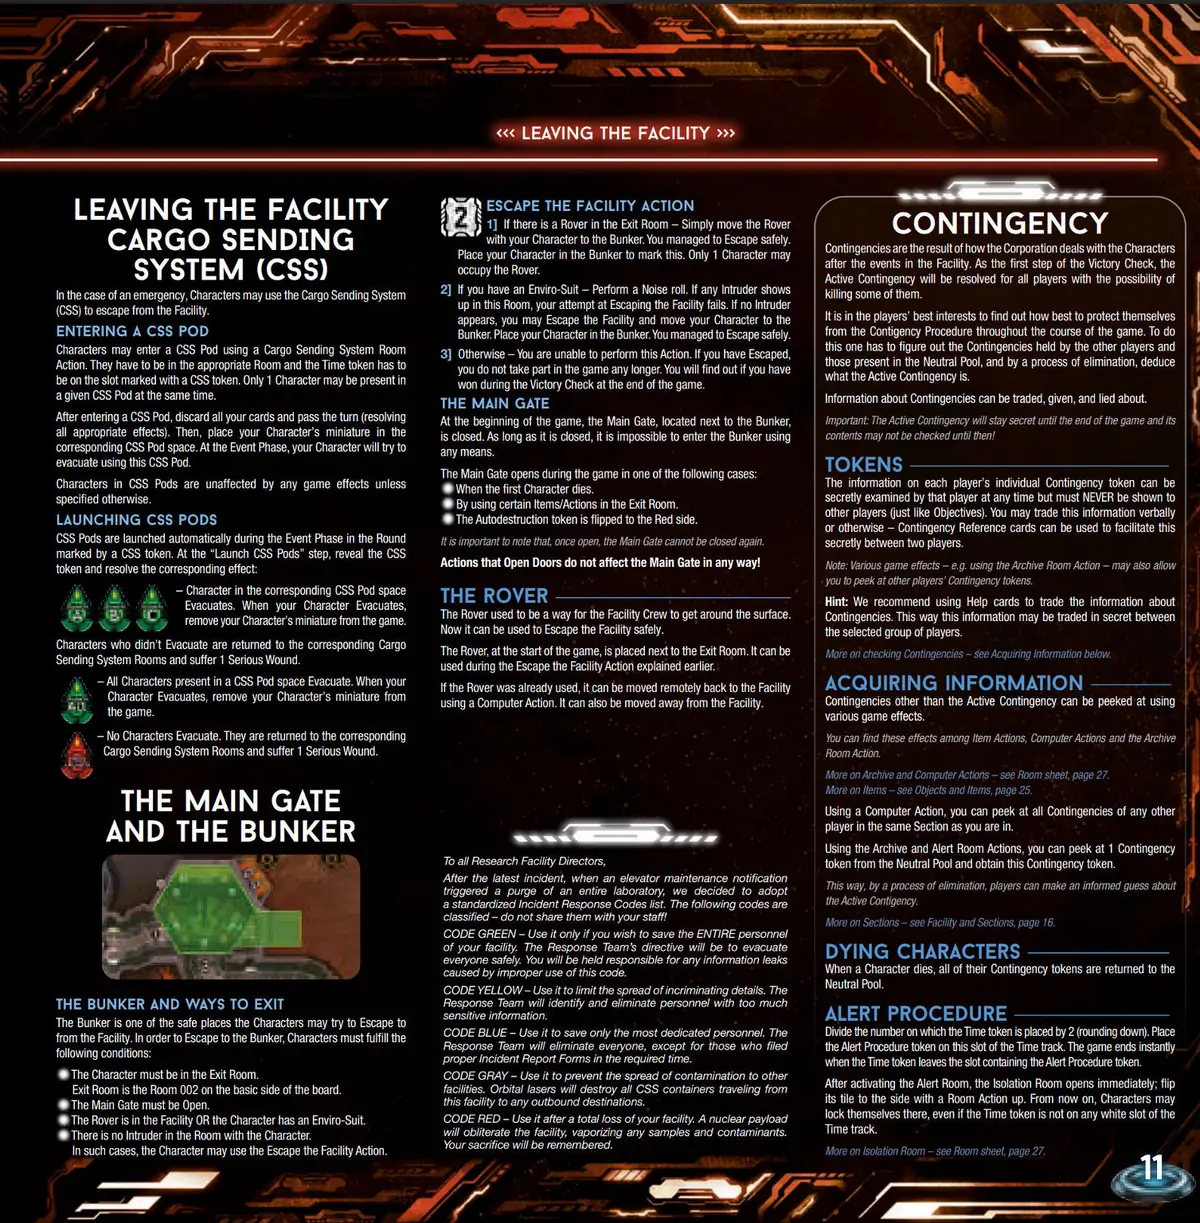 ‹‹‹ LEAVING THE FACILITY ›››
LEAVING THE FACILITY
CARGO SENDING
SYSTEM (CSS)
In the case of an emergency, Characters may use the Cargo Sending System
(CSS) to escape from the Facility.
ENTERING A CSS POD
Characters may enter a CSS Pod using a Cargo Sending System Room
Action. They have to be in the appropriate Room and the Time token has to
be on the slot marked with a CSS token. Only 1 Character may be present in
a given CSS Pod at the same time.
After entering a CSS Pod, discard all your cards and pass the turn (resolving
all appropriate effects). Then, place your Character's miniature in the
corresponding CSS Pod space. At the Event Phase, your Character will try to
evacuate using this CSS Pod.
Characters in CSS Pods are unaffected by any game effects unless
specified otherwise.
LAUNCHING CSS PODS
CSS Pods are launched automatically during the Event Phase in the Round
marked by a CSS token. At the “Launch CSS Pods” step, reveal the CSS
token and resolve the corresponding effect:
A B C
– Character in the corresponding CSS Pod space
Evacuates. When your Character Evacuates,
remove your Character's miniature from the game.
Characters who didn't Evacuate are returned to the corresponding Cargo
Sending System Rooms and suffer 1 Serious Wound.
ALL
– All Characters present in a CSS Pod space Evacuate. When your
Character Evacuates, remove your Character's miniature from
the game.
– No Characters Evacuate. They are returned to the corresponding
Cargo Sending System Rooms and suffer 1 Serious Wound.
THE MAIN GATE
AND THE BUNKER
THE BUNKER AND WAYS TO EXIT
The Bunker is one of the safe places the Characters may try to Escape to
from the Facility. In order to Escape to the Bunker, Characters must fulfill the
following conditions:
The Character must be in the Exit Room.
Exit Room is the Room 002 on the basic side of the board.
The Main Gate must be Open.
The Rover is in the Facility OR the Character has an Enviro-Suit.
There is no Intruder in the Room with the Character.
In such cases, the Character may use the Escape the Facility Action.
2
ESCAPE THE FACILITY ACTION
1] If there is a Rover in the Exit Room – Simply move the Rover
with your Character to the Bunker. You managed to Escape safely.
Place your Character in the Bunker to mark this. Only 1 Character may
occupy the Rover.
2] If you have an Enviro-Suit – Perform a Noise roll. If any Intruder shows
up in this Room, your attempt at Escaping the Facility fails. If no Intruder
appears, you may Escape the Facility and move your Character to the
Bunker. Place your Character in the Bunker. You managed to Escape safely.
3] Otherwise – You are unable to perform this Action. If you have Escaped,
you do not take part in the game any longer. You will find out if you have
won during the Victory Check at the end of the game.
THE MAIN GATE
At the beginning of the game, the Main Gate, located next to the Bunker,
is closed. As long as it is closed, it is impossible to enter the Bunker using
any means.
The Main Gate opens during the game in one of the following cases:
When the first Character dies.
By using certain Items/Actions in the Exit Room.
The Autodestruction token is flipped to the Red side.
It is important to note that, once open, the Main Gate cannot be closed again.
Actions that Open Doors do not affect the Main Gate in any way!
THE ROVER
The Rover used to be a way for the Facility Crew to get around the surface.
Now it can be used to Escape the Facility safely.
The Rover, at the start of the game, is placed next to the Exit Room. It can be
used during the Escape the Facility Action explained earlier.
If the Rover was already used, it can be moved remotely back to the Facility
using a Computer Action. It can also be moved away from the Facility.
To all Research Facility Directors,
After the latest incident, when an elevator maintenance notification
triggered a purge of an entire laboratory, we decided to adopt
a standardized Incident Response Codes list. The following codes are
classified – do not share them with your staff!
CODE GREEN – Use it only if you wish to save the ENTIRE personnel
of your facility. The Response Team's directive will be to evacuate
everyone safely. You will be held responsible for any information leaks
caused by improper use of this code.
CODE YELLOW – Use it to limit the spread of incriminating details. The
Response Team will identify and eliminate personnel with too much
sensitive information.
CODE BLUE – Use it to save only the most dedicated personnel. The
Response Team will eliminate everyone, except for those who filed
proper Incident Report Forms in the required time.
CODE GRAY – Use it to prevent the spread of contamination to other
facilities. Orbital lasers will destroy all CSS containers traveling from
this facility to any outbound destinations.
CODE RED – Use it after a total loss of your facility. A nuclear payload
will obliterate the facility, vaporizing any samples and contaminants.
Your sacrifice will be remembered.
CONTINGENCY
Contingencies are the result of how the Corporation deals with the Characters
after the events in the Facility. As the first step of the Victory Check, the
Active Contingency will be resolved for all players with the possibility of
killing some of them.
It is in the players' best interests to find out how best to protect themselves
from the Contigency Procedure throughout the course of the game. To do
this one has to figure out the Contingencies held by the other players and
those present in the Neutral Pool, and by a process of elimination, deduce
what the Active Contingency is.
Information about Contingencies can be traded, given, and lied about.
Important: The Active Contingency will stay secret until the end of the game and its
contents may not be checked until then!
TOKENS
The information on each player's individual Contingency token can be
secretly examined by that player at any time but must NEVER be shown to
other players (just like Objectives). You may trade this information verbally
or otherwise – Contingency Reference cards can be used to facilitate this
secretly between two players.
Note: Various game effects – e.g. using the Archive Room Action – may also allow
you to peek at other players' Contingency tokens.
Hint: We recommend using Help cards to trade the information about
Contingencies. This way this information may be traded in secret between
the selected group of players.
More on checking Contingencies – see Acquiring Information below.
ACQUIRING INFORMATION
Contingencies other than the Active Contingency can be peeked at using
various game effects.
You can find these effects among Item Actions, Computer Actions and the Archive
Room Action.
More on Archive and Computer Actions – see Room sheet, page 27.
More on Items – see Objects and Items, page 25.
Using a Computer Action, you can peek at all Contingencies of any other
player in the same Section as you are in.
Using the Archive and Alert Room Actions, you can peek at 1 Contingency
token from the Neutral Pool and obtain this Contingency token.
This way, by a process of elimination, players can make an informed guess about
the Active Contigency.
More on Sections – see Facility and Sections, page 16.
DYING CHARACTERS
When a Character dies, all of their Contingency tokens are returned to the
Neutral Pool.
ALERT PROCEDURE
Divide the number on which the Time token is placed by 2 (rounding down). Place
the Alert Procedure token on this slot of the Time track. The game ends instantly
when the Time token leaves the slot containing the Alert Procedure token.
After activating the Alert Room, the Isolation Room opens immediately; flip
its tile to the side with a Room Action up. From now on, Characters may
lock themselves there, even if the Time token is not on any white slot of the
Time track.
More on Isolation Room – see Room sheet, page 27.
11